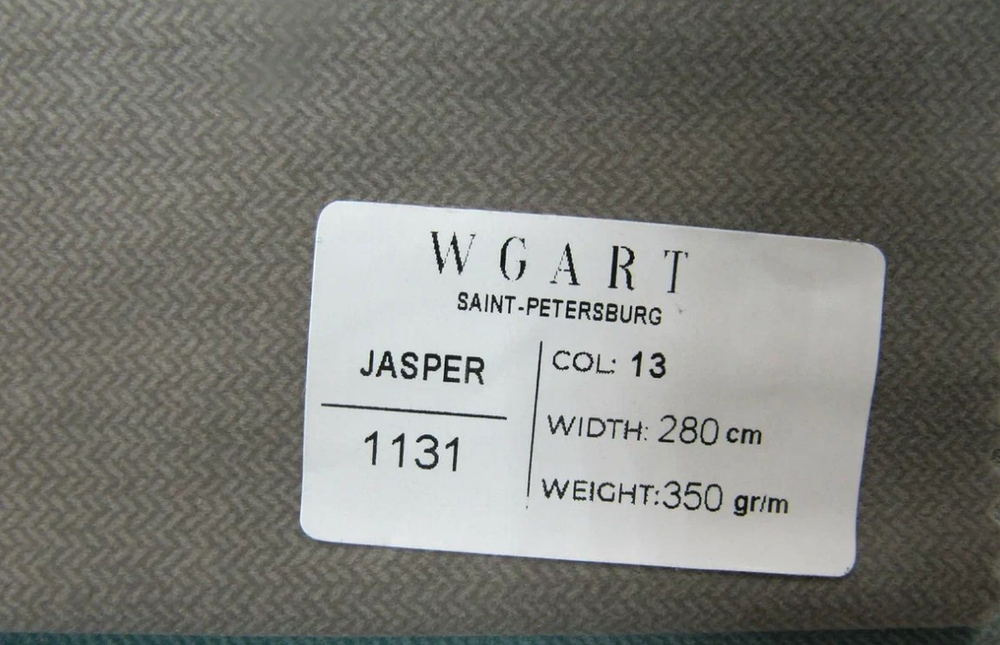 WGART
SAINT-PETERSBURG
JASPER
1131
COL: 13
WIDTH: 280 cm
WEIGHT: 350 gr/m